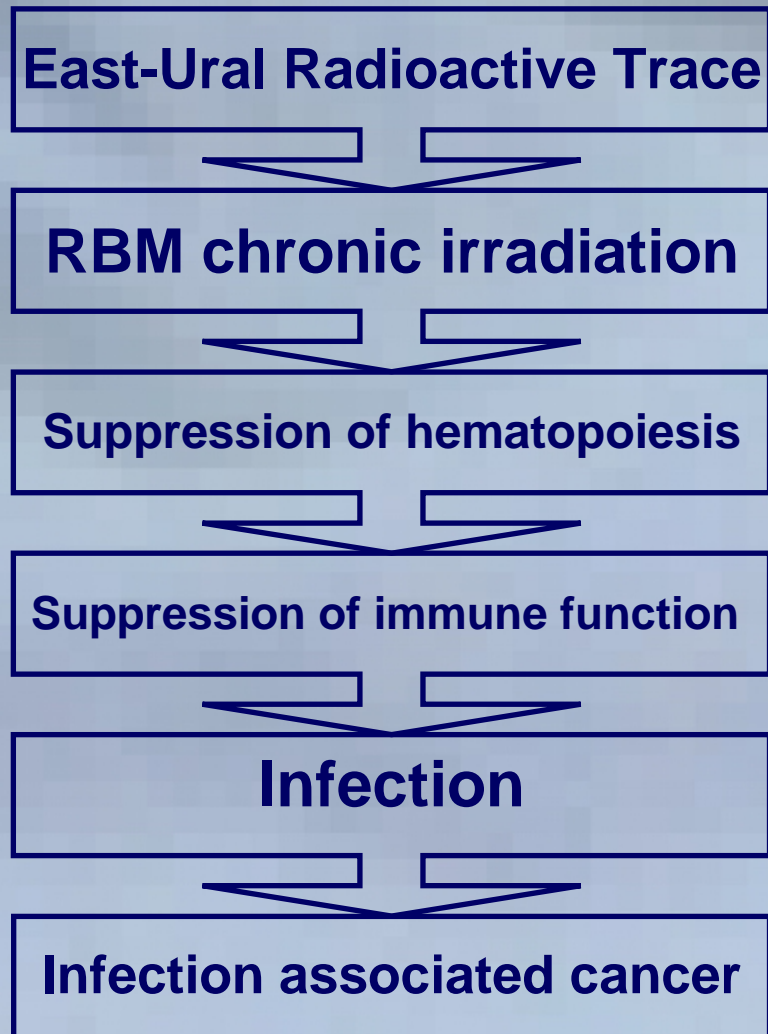 East-Ural Radioactive Trace
RBM chronic irradiation
Suppression of hematopoiesis
Suppression of immune function
Infection
Infection associated cancer